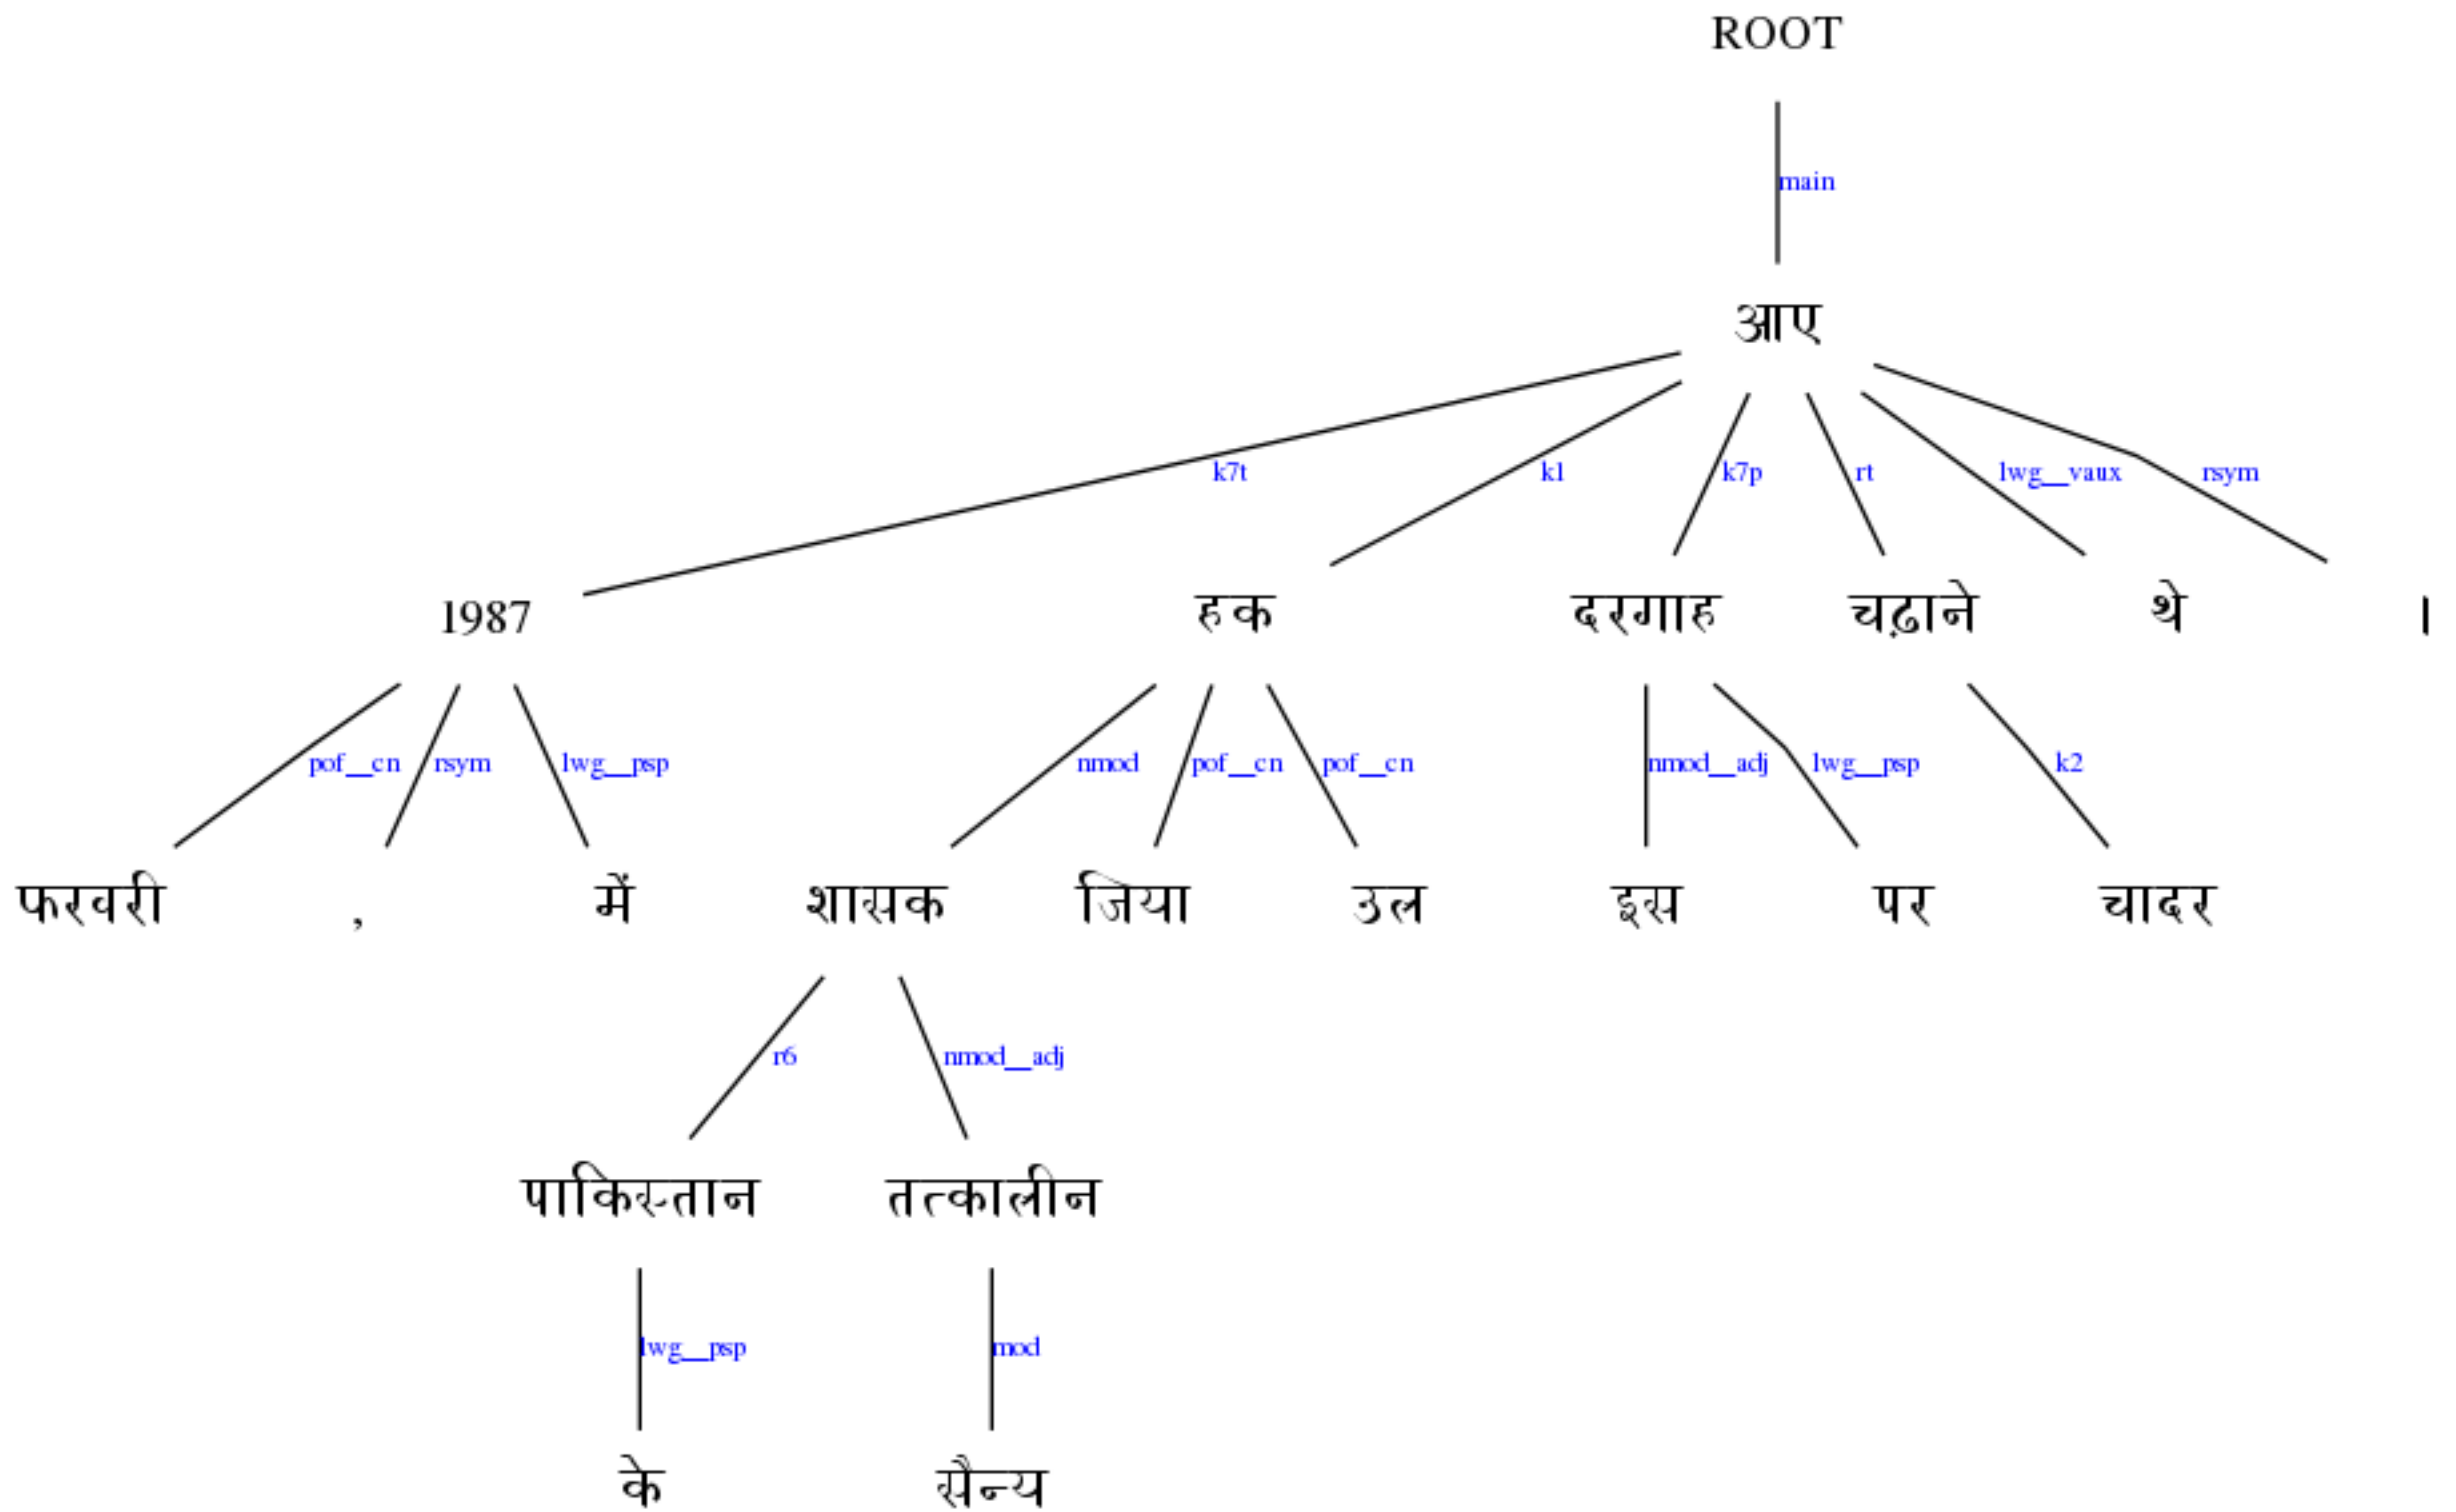 ROOT
main
आए
k7t k1 k7p rt lwg__vaux rsym
1987 हक दरगाह चढ़ाने थे ।
pof__cn rsym lwg__psp nmod pof__cn pof__cn nmod__adj lwg__psp k2
फरवरी , में शासक जिया उल इस पर चादर
r6 nmod__adj
पाकिस्तान तत्कालीन
lwg__psp mod
के सैन्य